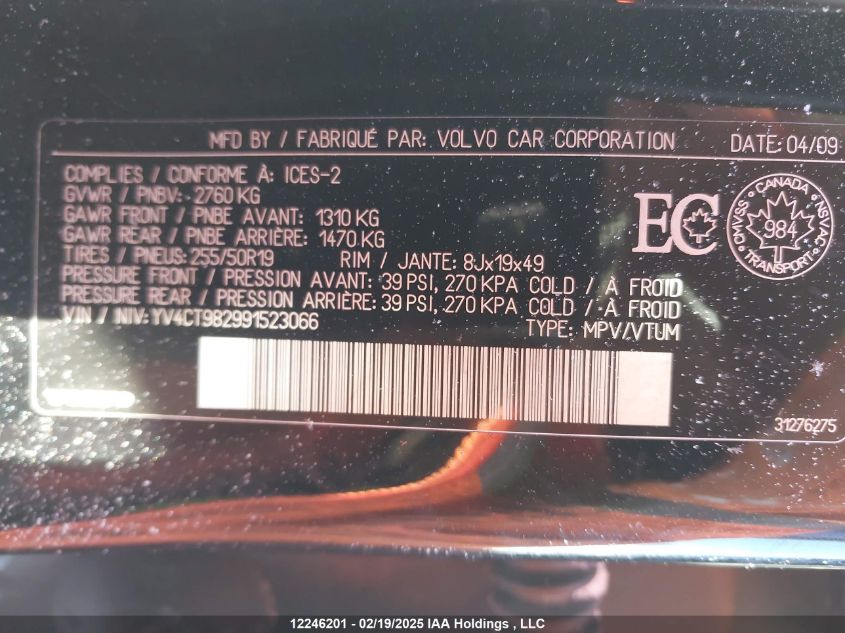 MFD BY / FABRIQUÉ PAR: VOLVO CAR CORPORATION DATE: 04/09
COMPLIES / CONFORME À: ICES-2
GVWR / PNBV: 2760 KG
GAWR FRONT / PNBE AVANT: 1310 KG
GAWR REAR / PNBE ARRIÈRE: 1470 KG
TIRES / PNEUS: 255/50R19 RIM / JANTE: 8Jx19x49
PRESSURE FRONT / PRESSION AVANT: 39 PSI, 270 KPA COLD / À FROID
PRESSURE REAR / PRESSION ARRIÈRE: 39 PSI, 270 KPA COLD / À FROID
VIN / NIV: YV4CT982991523066 TYPE: MPV/VTUM
EC
CANADA
CMVSS 984 NSVAC
TRANSPORT
31276275
12246201 - 02/19/2025 IAA Holdings , LLC